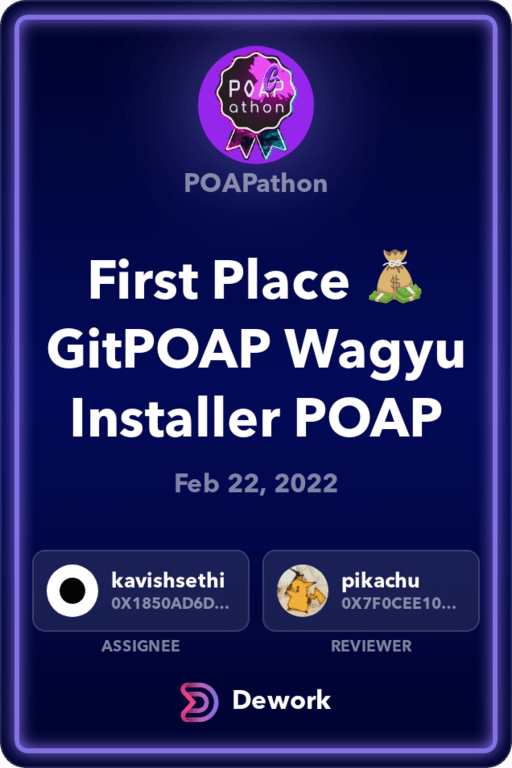 POAP
athon
POAPathon
First Place
GitPOAP Wagyu
Installer POAP
Feb 22, 2022
kavishsethi
0X1850AD6D...
pikachu
0X7F0CEE10...
ASSIGNEE
REVIEWER
Dework